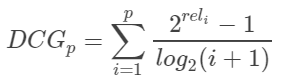 DCG_p = \sum_{i=1}^{p} \frac{2^{rel_i} - 1}{log_2(i + 1)}